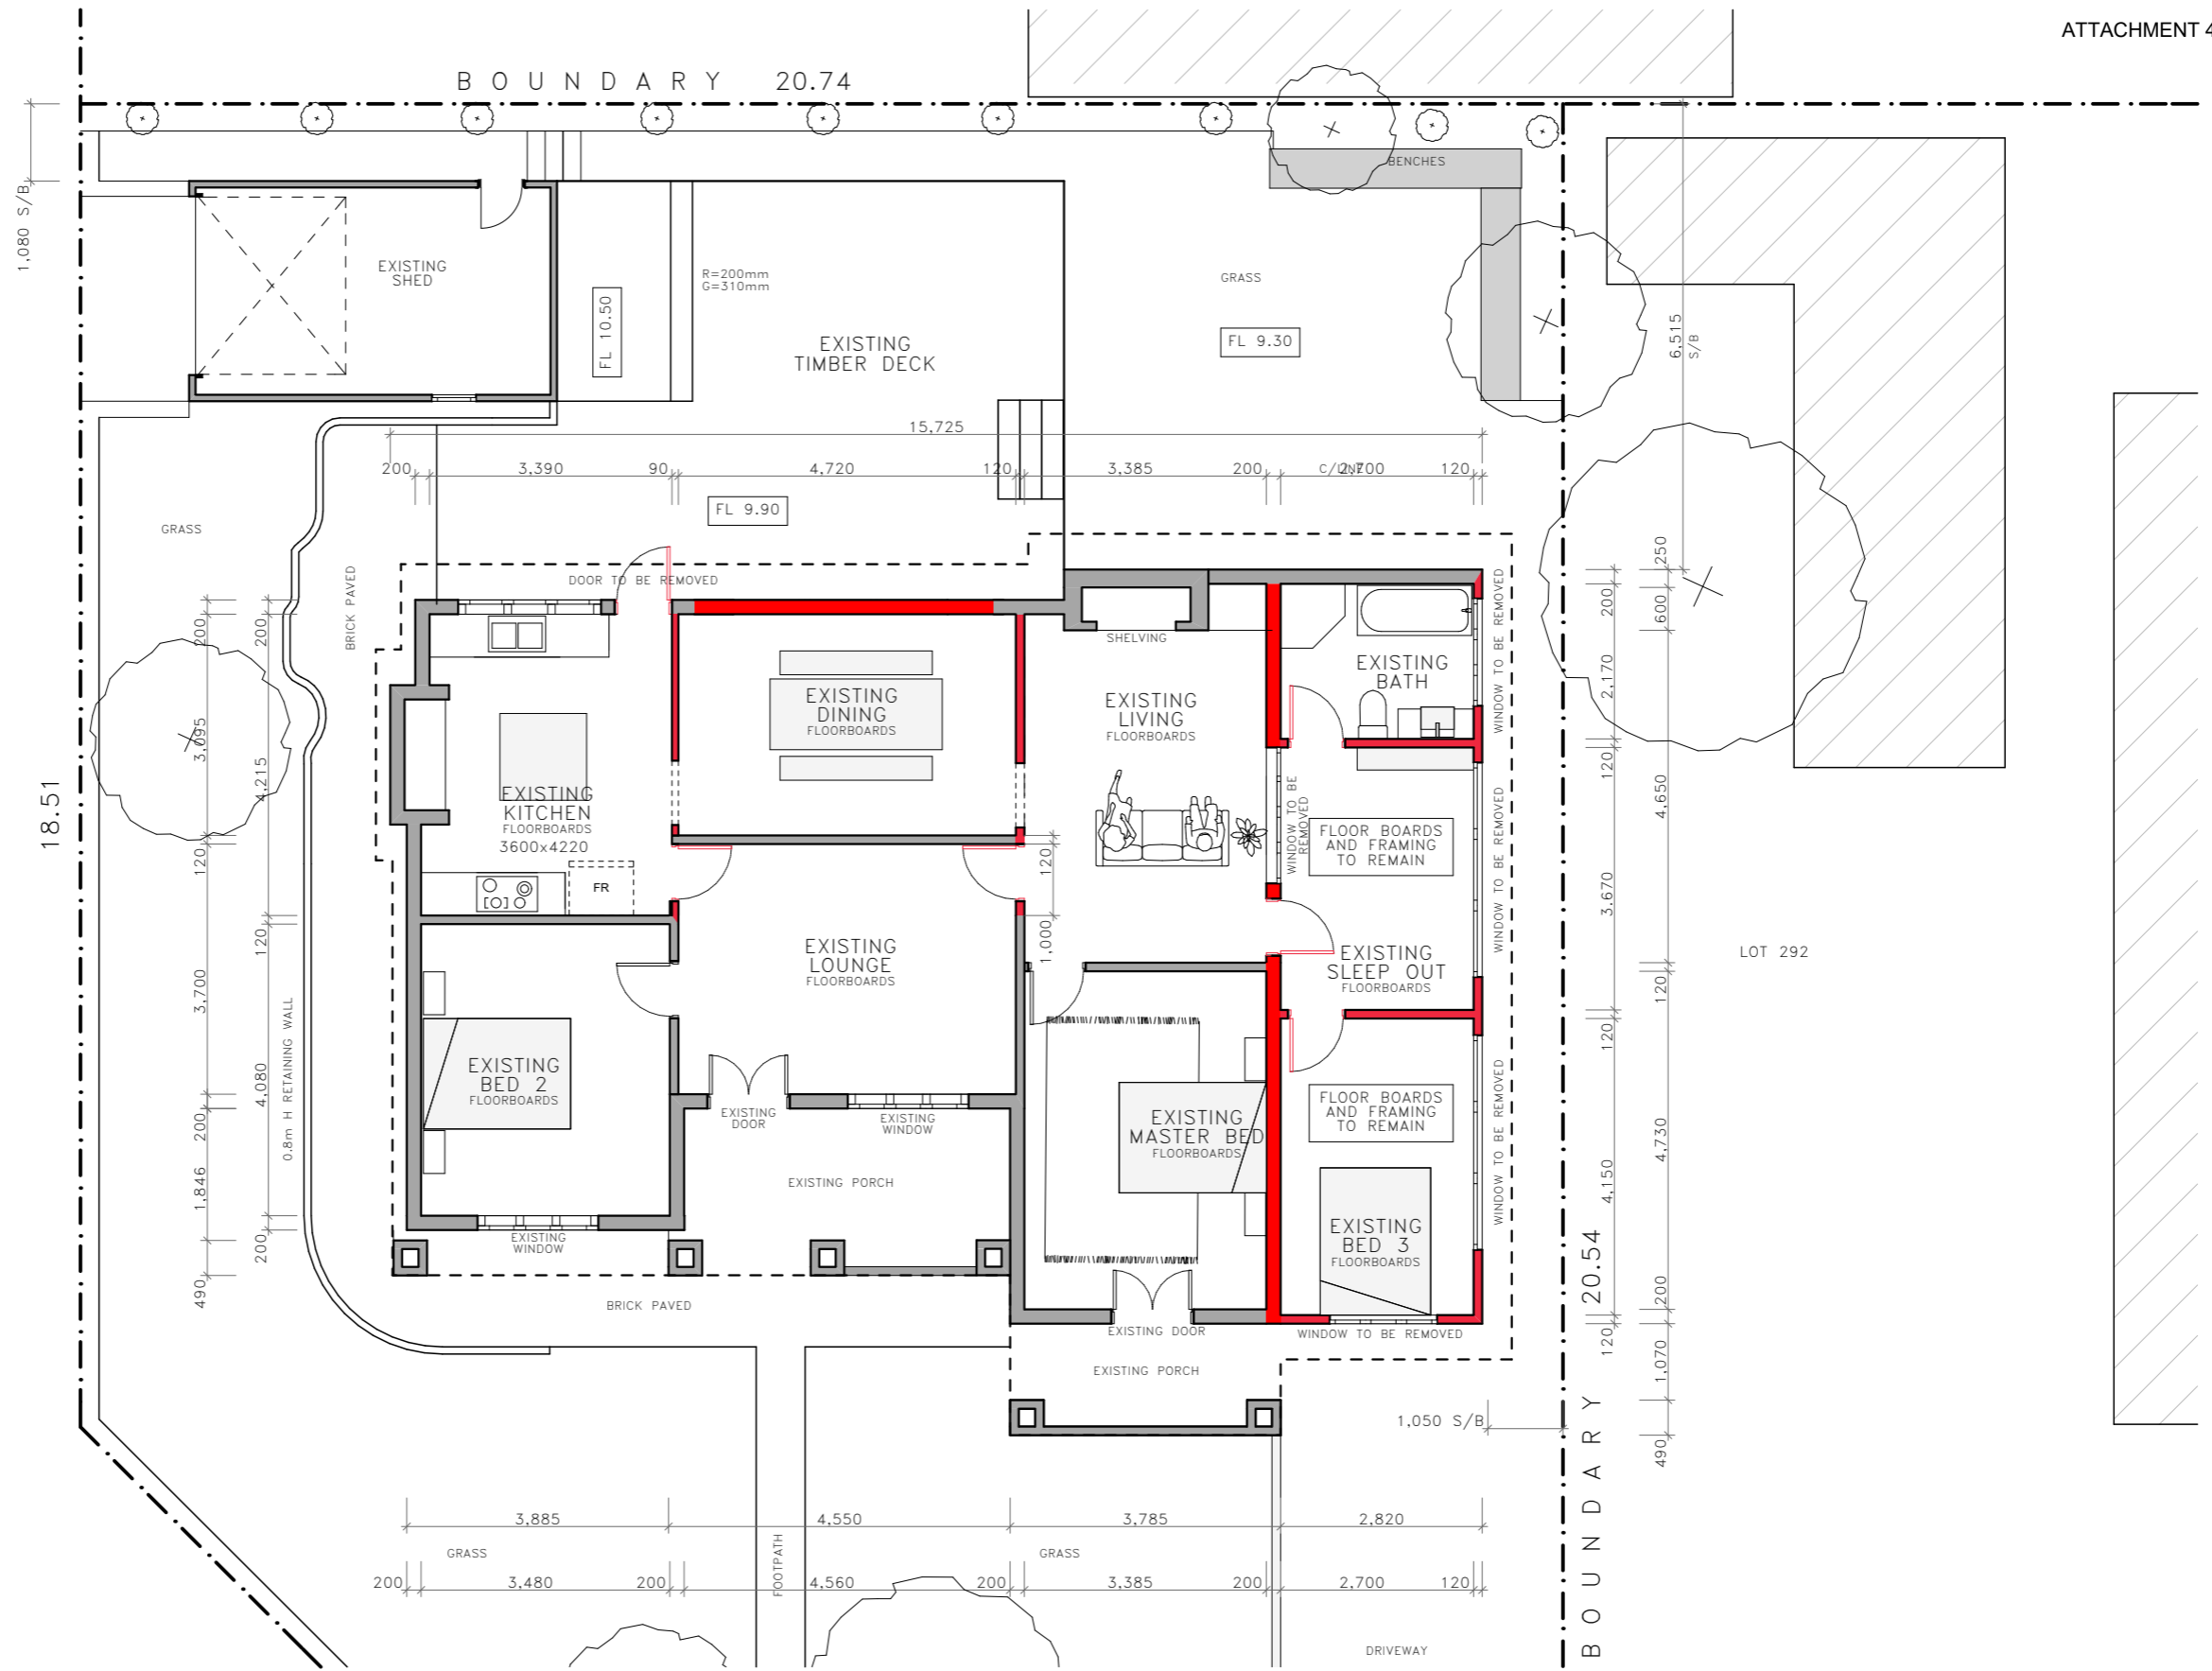 ATTACHMENT 4
BOUNDARY 20.74
BENCHES
1,080 S/B
EXISTING
SHED
FL 10.50
R=200mm
G=310mm
EXISTING
TIMBER DECK
GRASS
FL 9.30
6,515
S/B
15,725
200
3,390
90
4,720
120
3,385
200
C/LINE
2,700
120
FL 9.90
GRASS
BRICK PAVED
DOOR TO BE REMOVED
SHELVING
EXISTING
BATH
WINDOW TO BE REMOVED
EXISTING
DINING
FLOORBOARDS
EXISTING
LIVING
FLOORBOARDS
EXISTING
KITCHEN
FLOORBOARDS
3600x4220
FR
WINDOW TO BE
REMOVED
FLOOR BOARDS
AND FRAMING
TO REMAIN
WINDOW TO BE REMOVED
EXISTING
LOUNGE
FLOORBOARDS
EXISTING
SLEEP OUT
FLOORBOARDS
120
1,000
LOT 292
18.51
200
3,095
120
3,700
200
1,846
490
200
4,215
120
4,080
200
0.8m H RETAINING WALL
EXISTING
BED 2
FLOORBOARDS
EXISTING
DOOR
EXISTING
WINDOW
EXISTING PORCH
EXISTING
MASTER BED
FLOORBOARDS
FLOOR BOARDS
AND FRAMING
TO REMAIN
WINDOW TO BE REMOVED
EXISTING
BED 3
FLOORBOARDS
EXISTING
WINDOW
BRICK PAVED
EXISTING DOOR
WINDOW TO BE REMOVED
EXISTING PORCH
200
2,170
120
3,670
120
4,150
120
250
600
4,650
120
4,730
200
1,070
490
1,050 S/B
BOUNDARY 20.54
3,885
4,550
3,785
2,820
GRASS
FOOTPATH
GRASS
200
3,480
200
4,560
200
3,385
200
2,700
120
DRIVEWAY